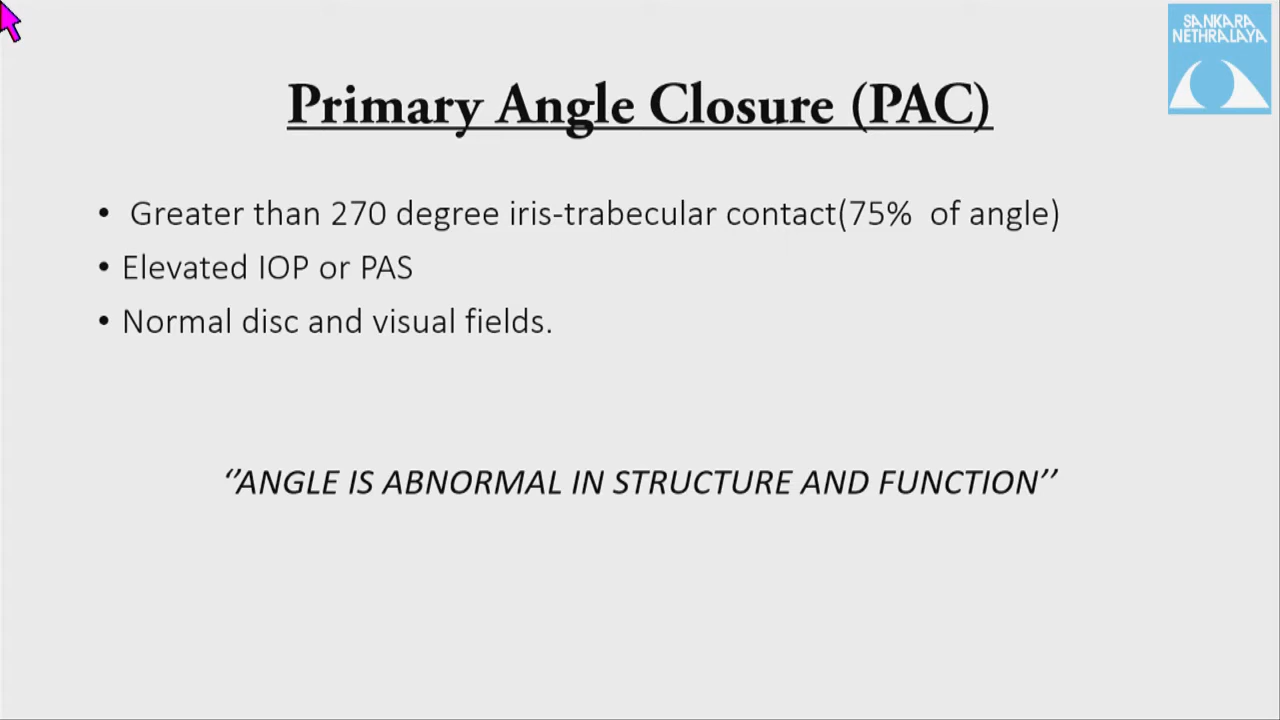 SANKARA
NETHRALAYA
Primary Angle Closure (PAC)
• Greater than 270 degree iris-trabecular contact(75% of angle)
• Elevated IOP or PAS
• Normal disc and visual fields.
‘’ANGLE IS ABNORMAL IN STRUCTURE AND FUNCTION’’